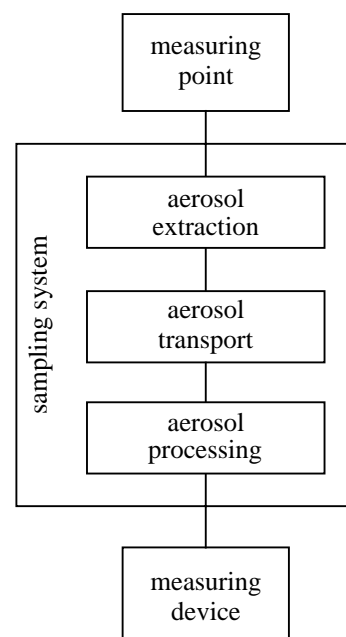 measuring
point
sampling system
aerosol
extraction
aerosol
transport
aerosol
processing
measuring
device